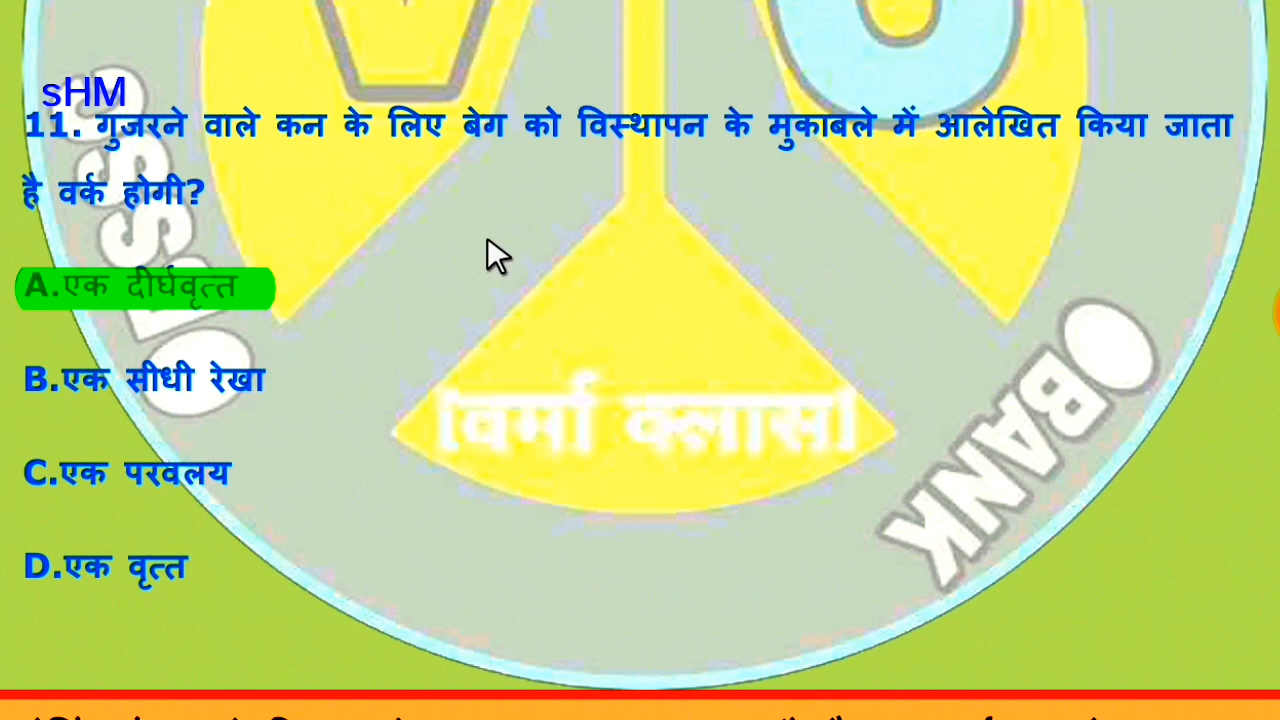 sHM
11. गुजरने वाले कन के लिए बेग को विस्थापन के मुकाबले में आलेखित किया जाता
है वर्क होगी?
A.एक दीर्घवृत्त
B.एक सीधी रेखा
C.एक परवलय
D.एक वृत्त
[वर्मा क्लास]
BANK